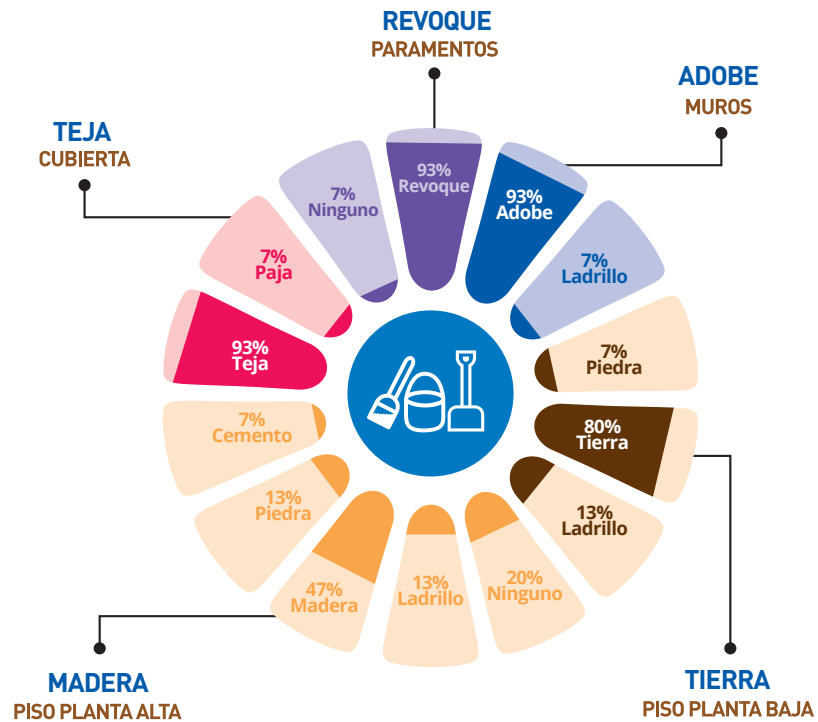 REVOQUE
PARAMENTOS
ADOBE
MUROS
TEJA
CUBIERTA
93%
Revoque
93%
Adobe
7%
Ninguno
7%
Ladrillo
7%
Paja
7%
Piedra
93%
Teja
80%
Tierra
7%
Cemento
13%
Ladrillo
13%
Piedra
20%
Ninguno
47%
Madera
13%
Ladrillo
MADERA
PISO PLANTA ALTA
TIERRA
PISO PLANTA BAJA